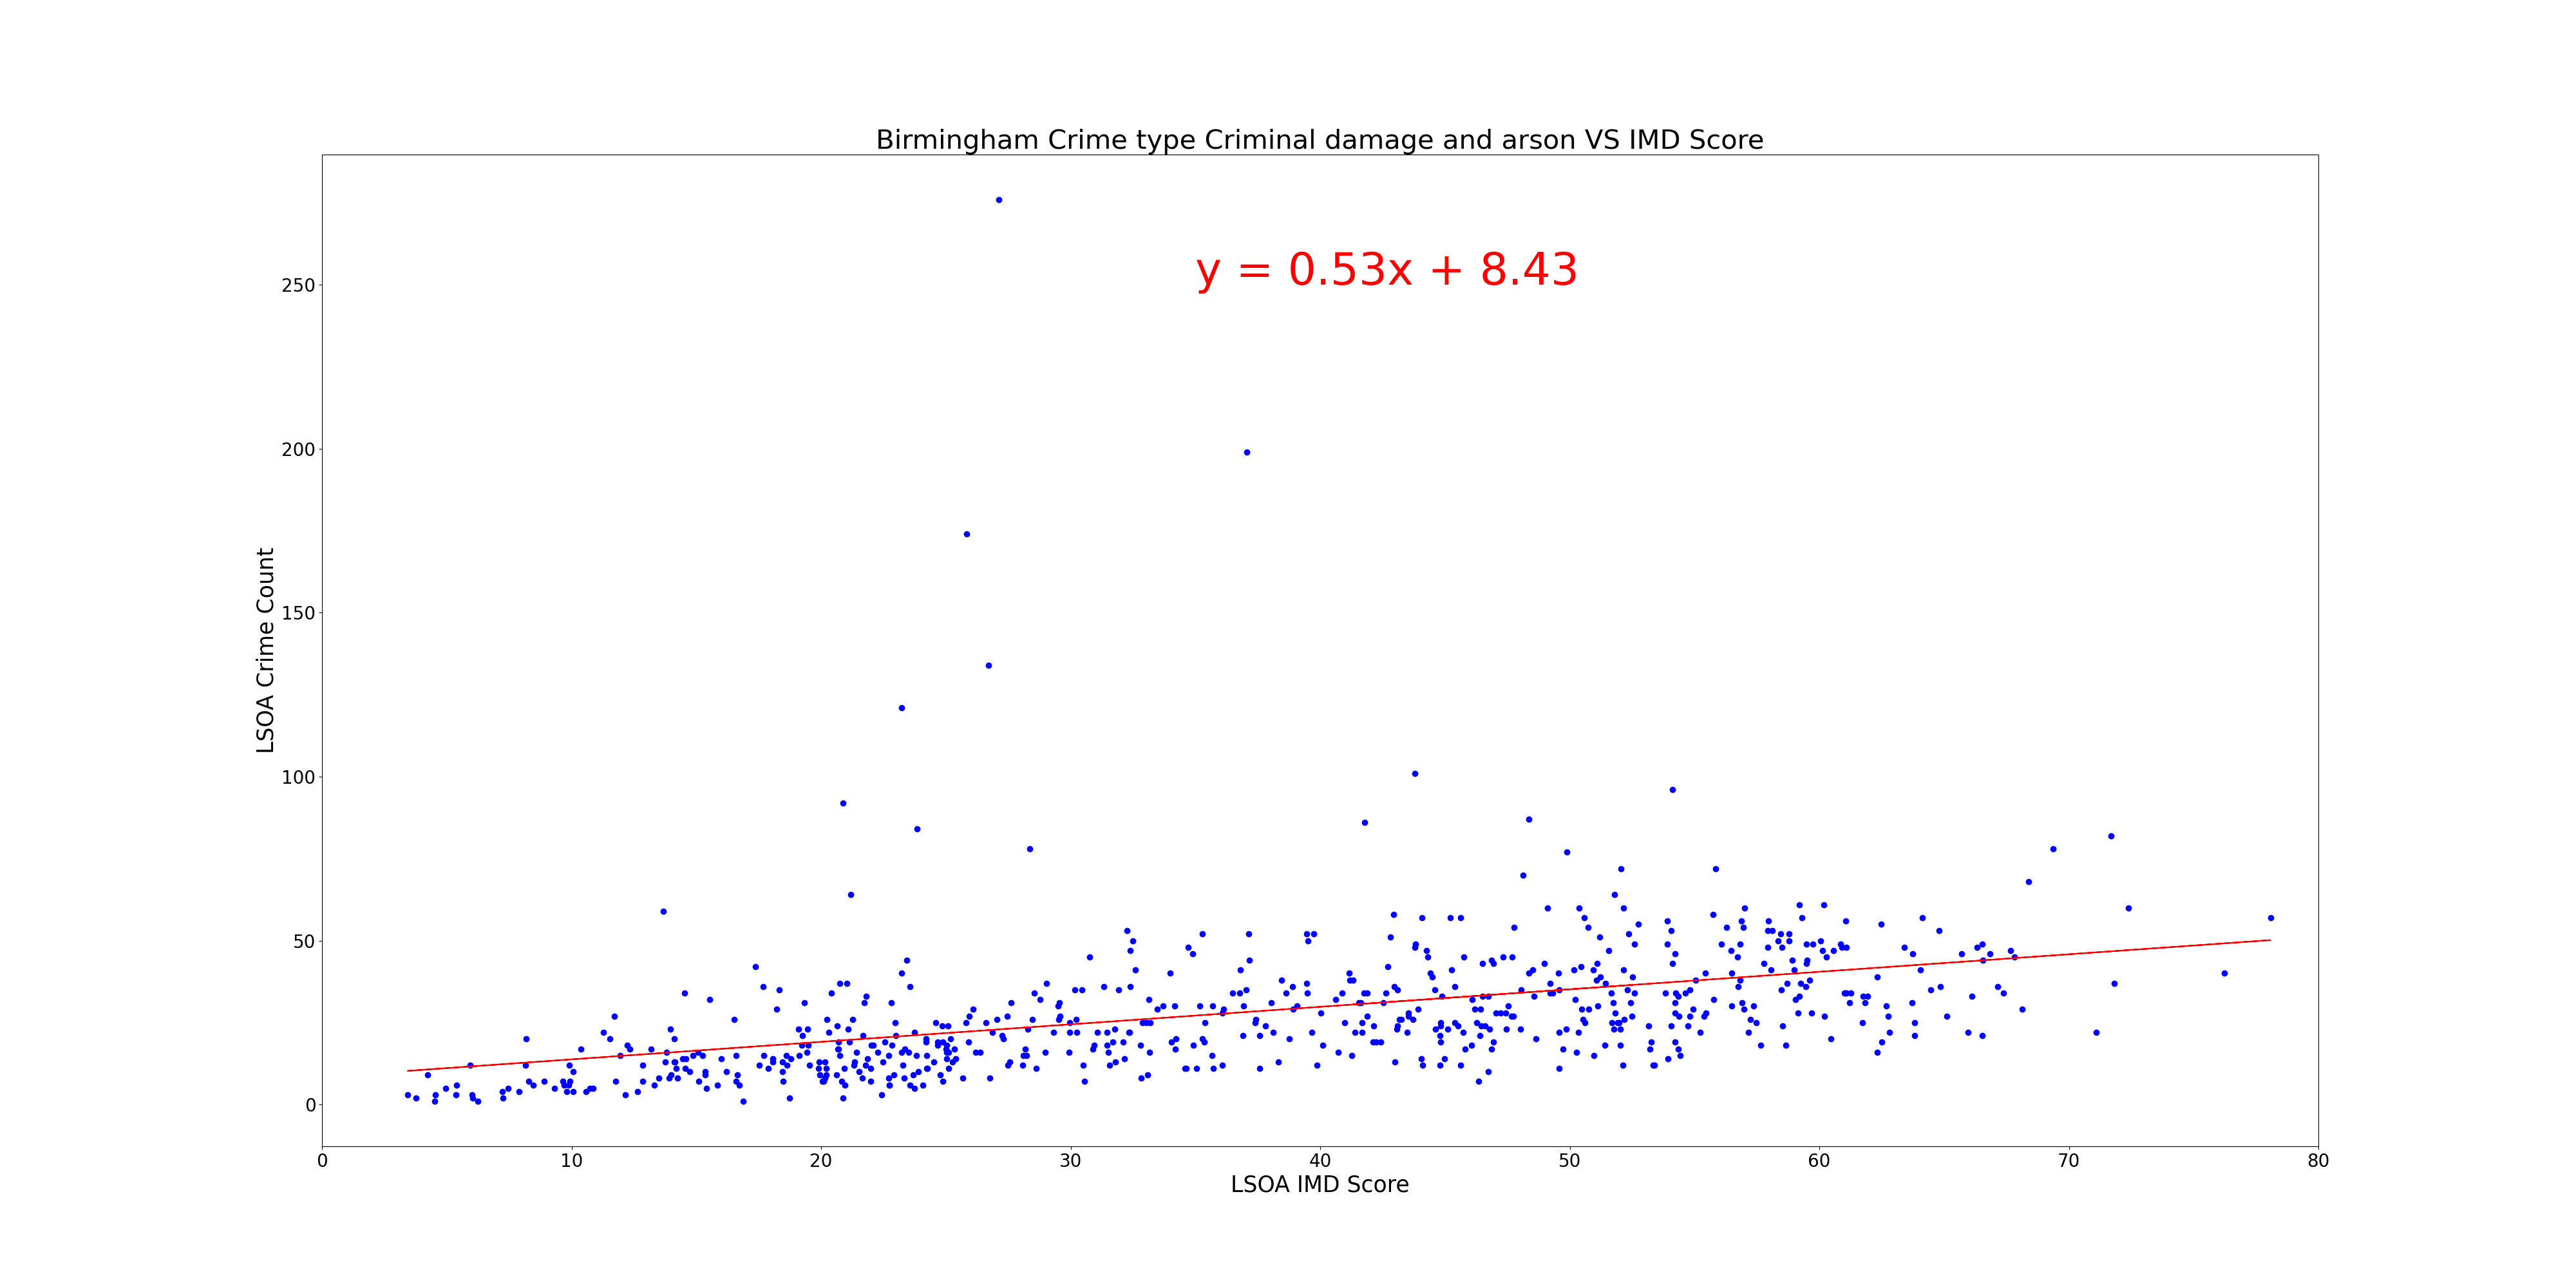 Birmingham Crime type Criminal damage and arson VS IMD Score
y = 0.53x + 8.43
250
200
150
100
50
0
LSOA Crime Count
0 10 20 30 40 50 60 70 80
LSOA IMD Score